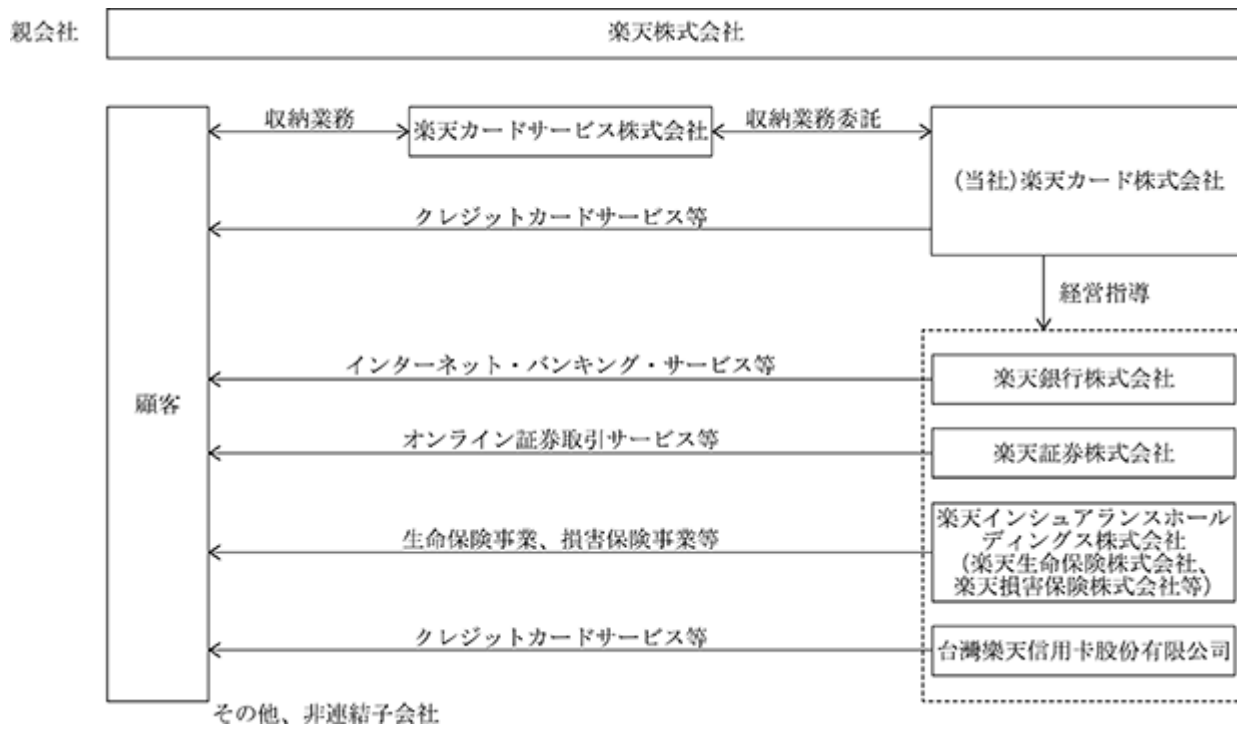 親会社
楽天株式会社
収納業務
楽天カードサービス株式会社
収納業務委託
(当社)楽天カード株式会社
クレジットカードサービス等
経営指導
インターネット・バンキング・サービス等
楽天銀行株式会社
顧客
オンライン証券取引サービス等
楽天証券株式会社
生命保険事業、損害保険事業等
楽天インシュアランスホール
ディングス株式会社
(楽天生命保険株式会社、
楽天損害保険株式会社等)
クレジットカードサービス等
台灣樂天信用卡股份有限公司
その他、非連結子会社